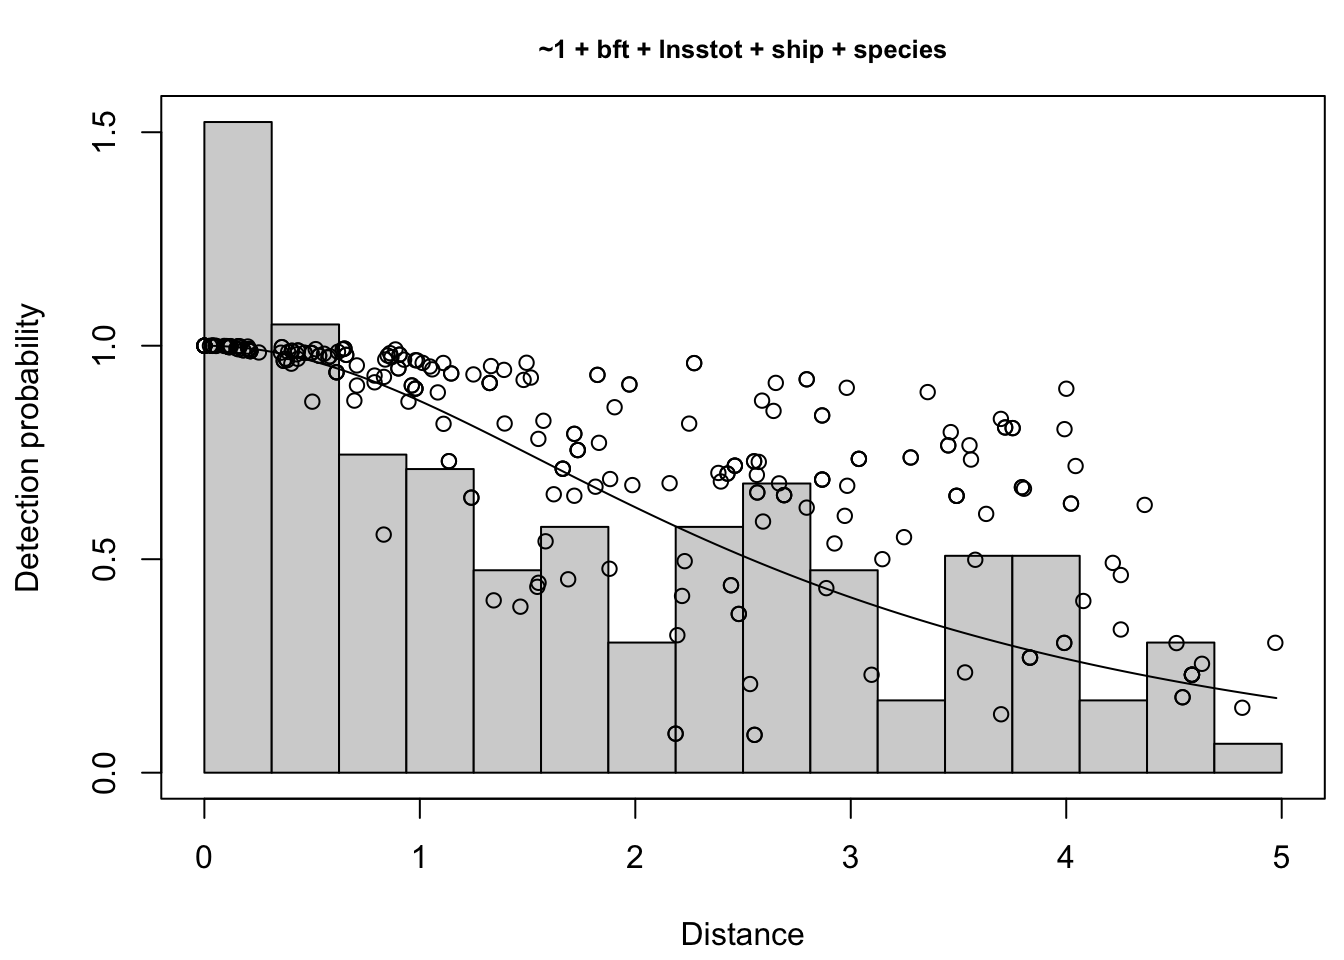 ~1 + bft + lnsstot + ship + species
1.5
1.0
0.5
0.0
Detection probability
0 1 2 3 4 5
Distance